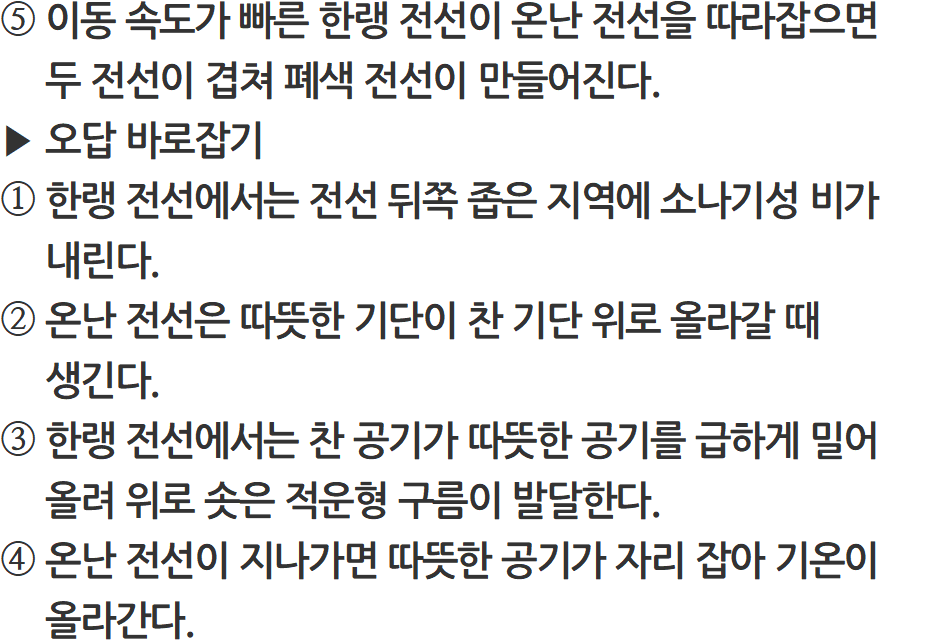 ⑤ 이동 속도가 빠른 한랭 전선이 온난 전선을 따라잡으면
두 전선이 겹쳐 폐색 전선이 만들어진다.
▶ 오답 바로잡기
① 한랭 전선에서는 전선 뒤쪽 좁은 지역에 소나기성 비가
내린다.
② 온난 전선은 따뜻한 기단이 찬 기단 위로 올라갈 때
생긴다.
③ 한랭 전선에서는 찬 공기가 따뜻한 공기를 급하게 밀어
올려 위로 솟은 적운형 구름이 발달한다.
④ 온난 전선이 지나가면 따뜻한 공기가 자리 잡아 기온이
올라간다.